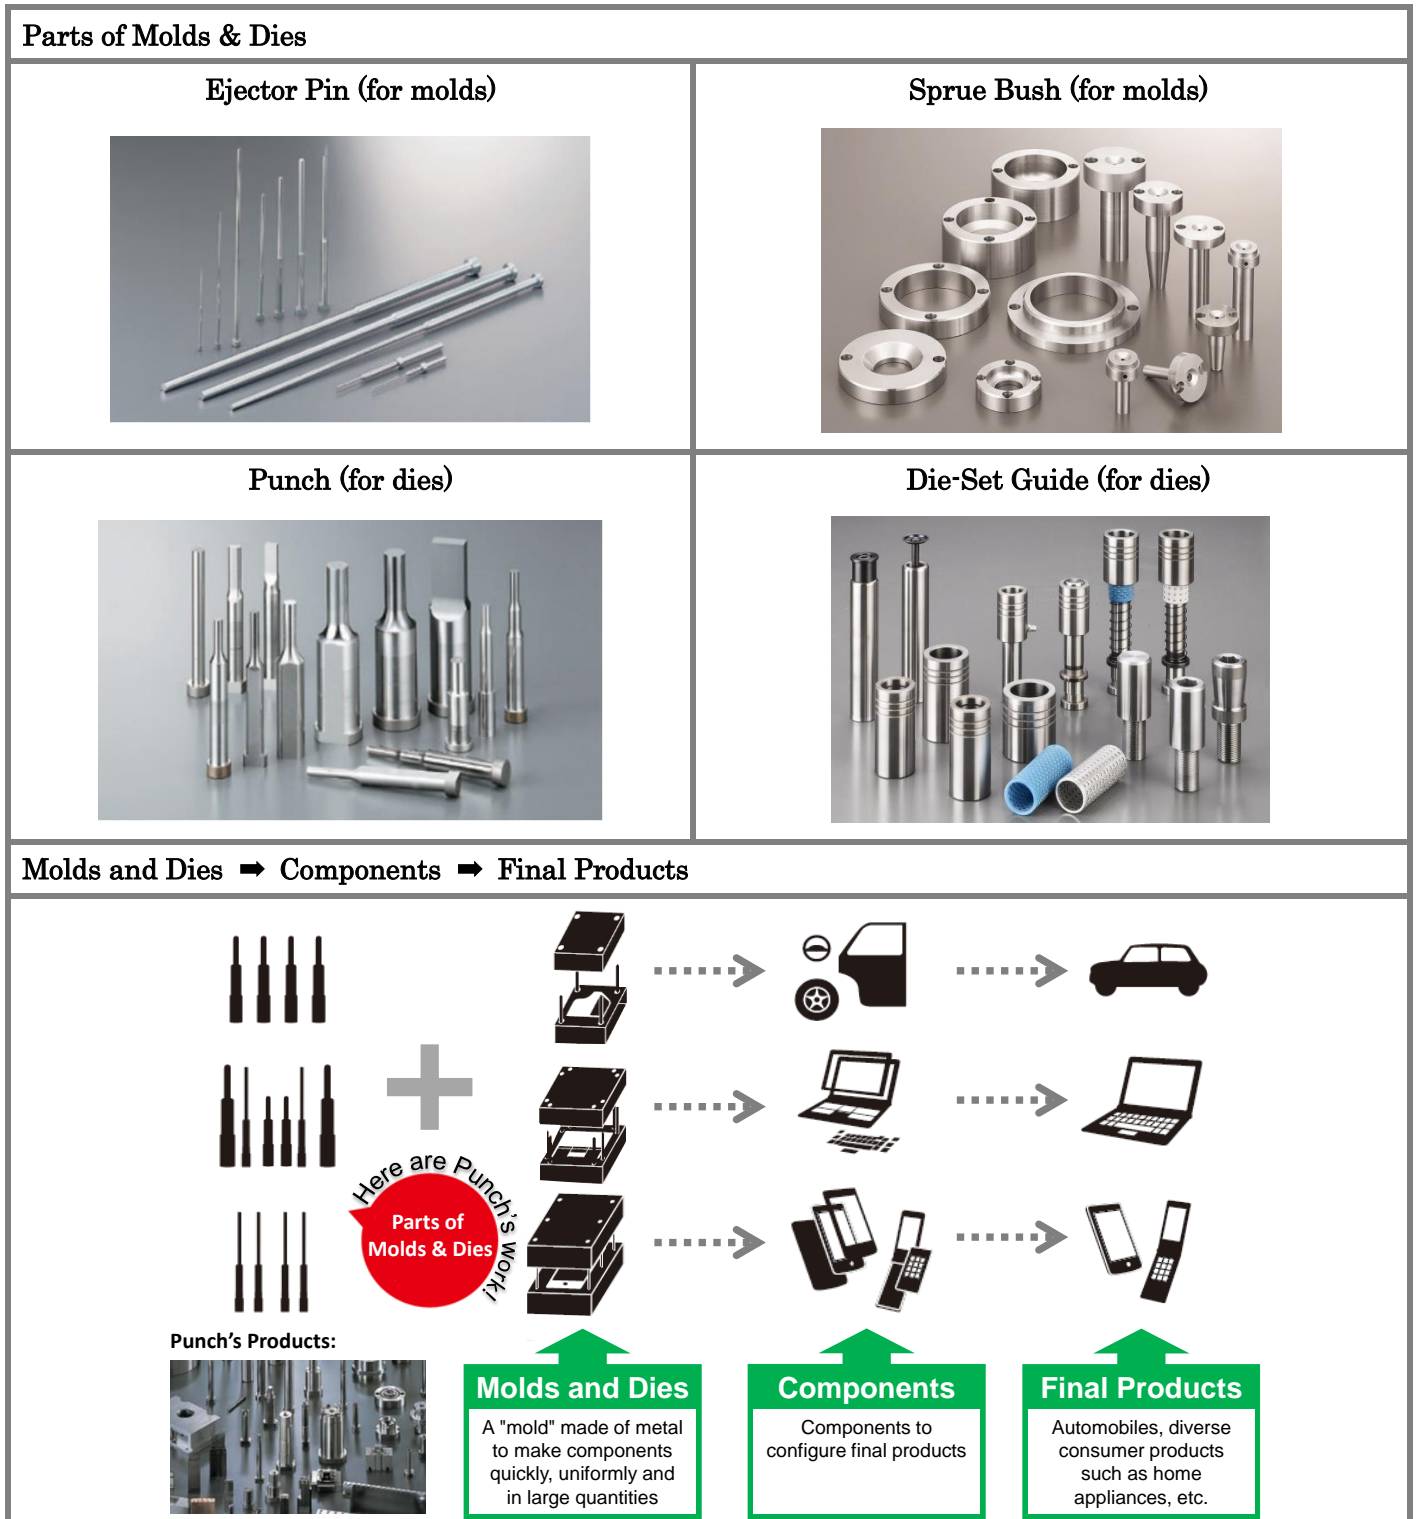 Parts of Molds & Dies
Ejector Pin (for molds)
Sprue Bush (for molds)
Punch (for dies)
Die-Set Guide (for dies)
Molds and Dies ➡ Components ➡ Final Products
Here are Punch's work!
Parts of
Molds & Dies
Punch's Products:
Molds and Dies
A "mold" made of metal
to make components
quickly, uniformly and
in large quantities
Components
Components to
configure final products
Final Products
Automobiles, diverse
consumer products
such as home
appliances, etc.